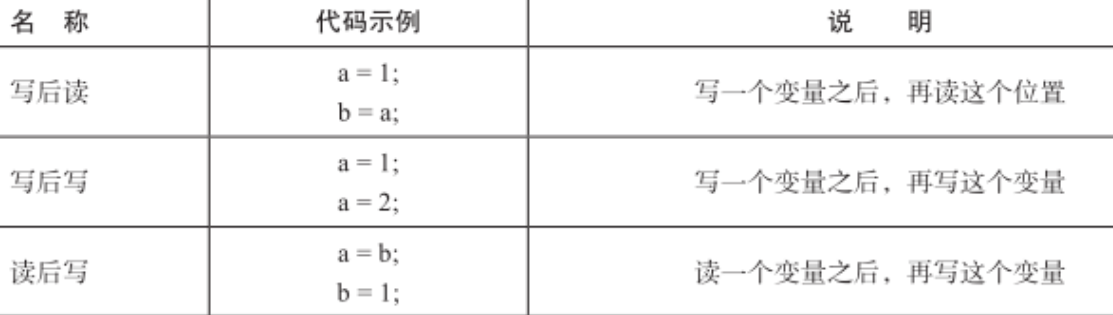 名　称 代码示例 说　明
写后读 a = 1; 写一个变量之后，再读这个位置
b = a;
写后写 a = 1; 写一个变量之后，再写这个变量
a = 2;
读后写 a = b; 读一个变量之后，再写这个变量
b = 1;